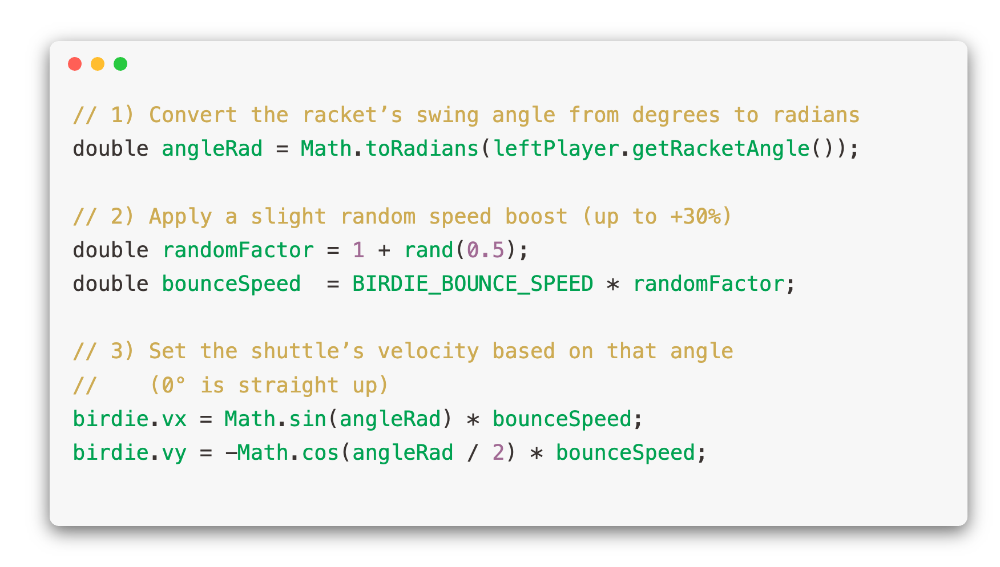 // 1) Convert the racket’s swing angle from degrees to radians
double angleRad = Math.toRadians(leftPlayer.getRacketAngle());
// 2) Apply a slight random speed boost (up to +30%)
double randomFactor = 1 + rand(0.5);
double bounceSpeed  = BIRDIE_BOUNCE_SPEED * randomFactor;
// 3) Set the shuttle’s velocity based on that angle
//    (0° is straight up)
birdie.vx = Math.sin(angleRad) * bounceSpeed;
birdie.vy = -Math.cos(angleRad / 2) * bounceSpeed;